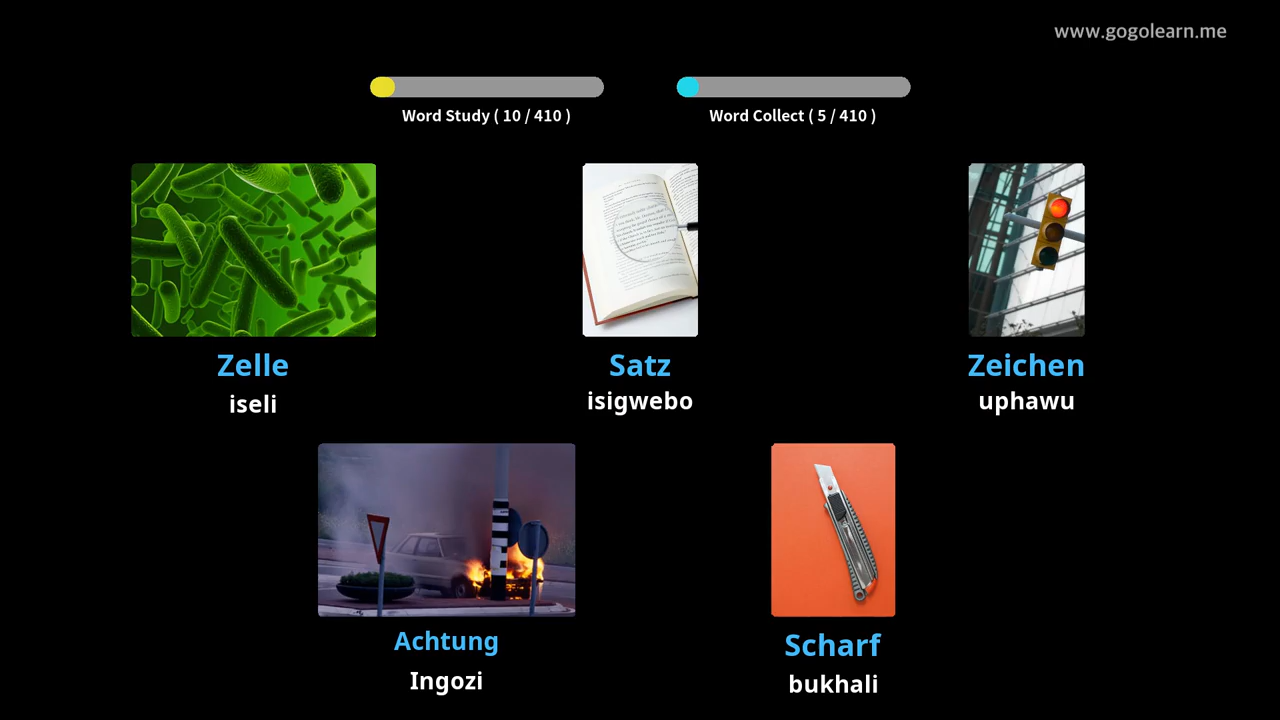 www.gogolearn.me
Word Study ( 10 / 410 )
Word Collect ( 5 / 410 )
Zelle
iseli
Satz
isigwebo
Zeichen
uphawu
Achtung
Ingozi
Scharf
bukhali